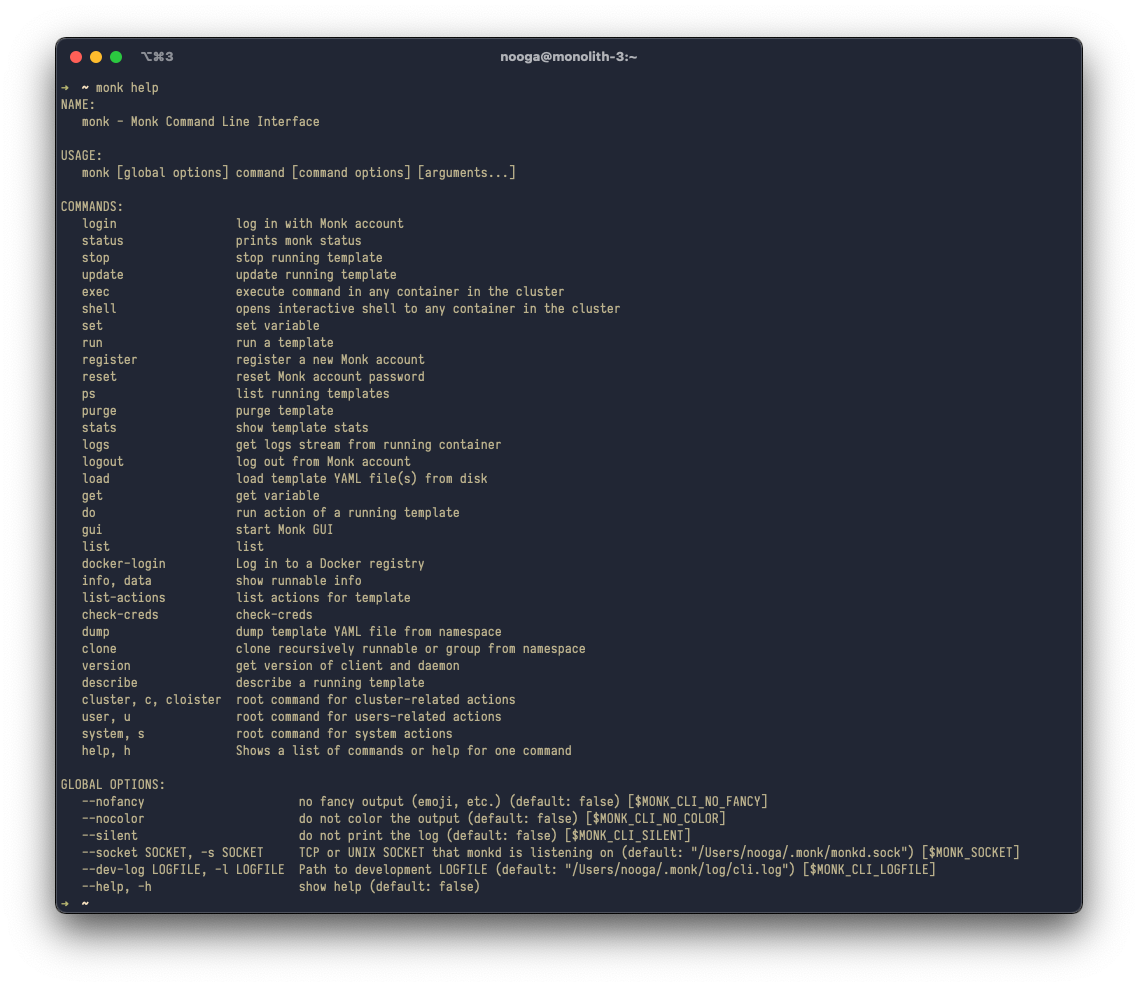 ⌥⌘3
nooga@monolith-3:~
➜ ~ monk help
NAME:
monk - Monk Command Line Interface
USAGE:
monk [global options] command [command options] [arguments...]
COMMANDS:
login log in with Monk account
status prints monk status
stop stop running template
update update running template
exec execute command in any container in the cluster
shell opens interactive shell to any container in the cluster
set set variable
run run a template
register register a new Monk account
reset reset Monk account password
ps list running templates
purge purge template
stats show template stats
logs get logs stream from running container
logout log out from Monk account
load load template YAML file(s) from disk
get get variable
do run action of a running template
gui start Monk GUI
list list
docker-login Log in to a Docker registry
info, data show runnable info
list-actions list actions for template
check-creds check-creds
dump dump template YAML file from namespace
clone clone recursively runnable or group from namespace
version get version of client and daemon
describe describe a running template
cluster, c, cloister root command for cluster-related actions
user, u root command for users-related actions
system, s root command for system actions
help, h Shows a list of commands or help for one command
GLOBAL OPTIONS:
--nofancy no fancy output (emoji, etc.) (default: false) [$MONK_CLI_NO_FANCY]
--nocolor do not color the output (default: false) [$MONK_CLI_NO_COLOR]
--silent do not print the log (default: false) [$MONK_CLI_SILENT]
--socket SOCKET, -s SOCKET TCP or UNIX SOCKET that monkd is listening on (default: "/Users/nooga/.monk/monkd.sock") [$MONK_SOCKET]
--dev-log LOGFILE, -l LOGFILE Path to development LOGFILE (default: "/Users/nooga/.monk/log/cli.log") [$MONK_CLI_LOGFILE]
--help, -h show help (default: false)
➜ ~